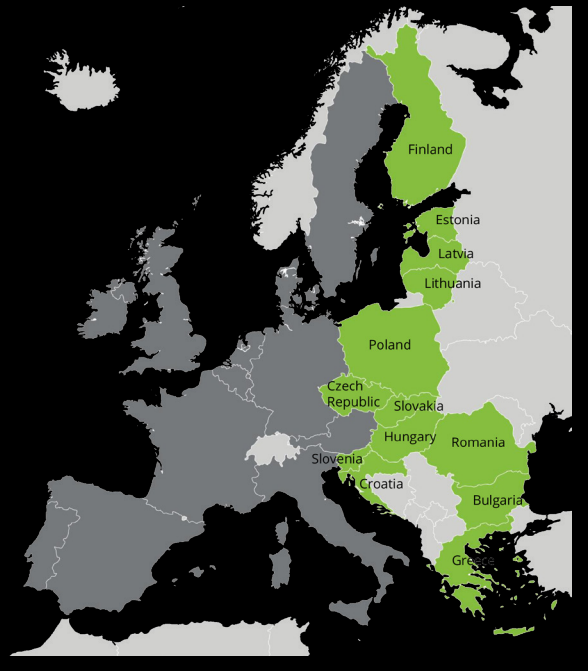 Finland
Estonia
Latvia
Lithuania
Poland
Czech
Republic
Slovakia
Hungary
Romania
Slovenia
Croatia
Bulgaria
Greece